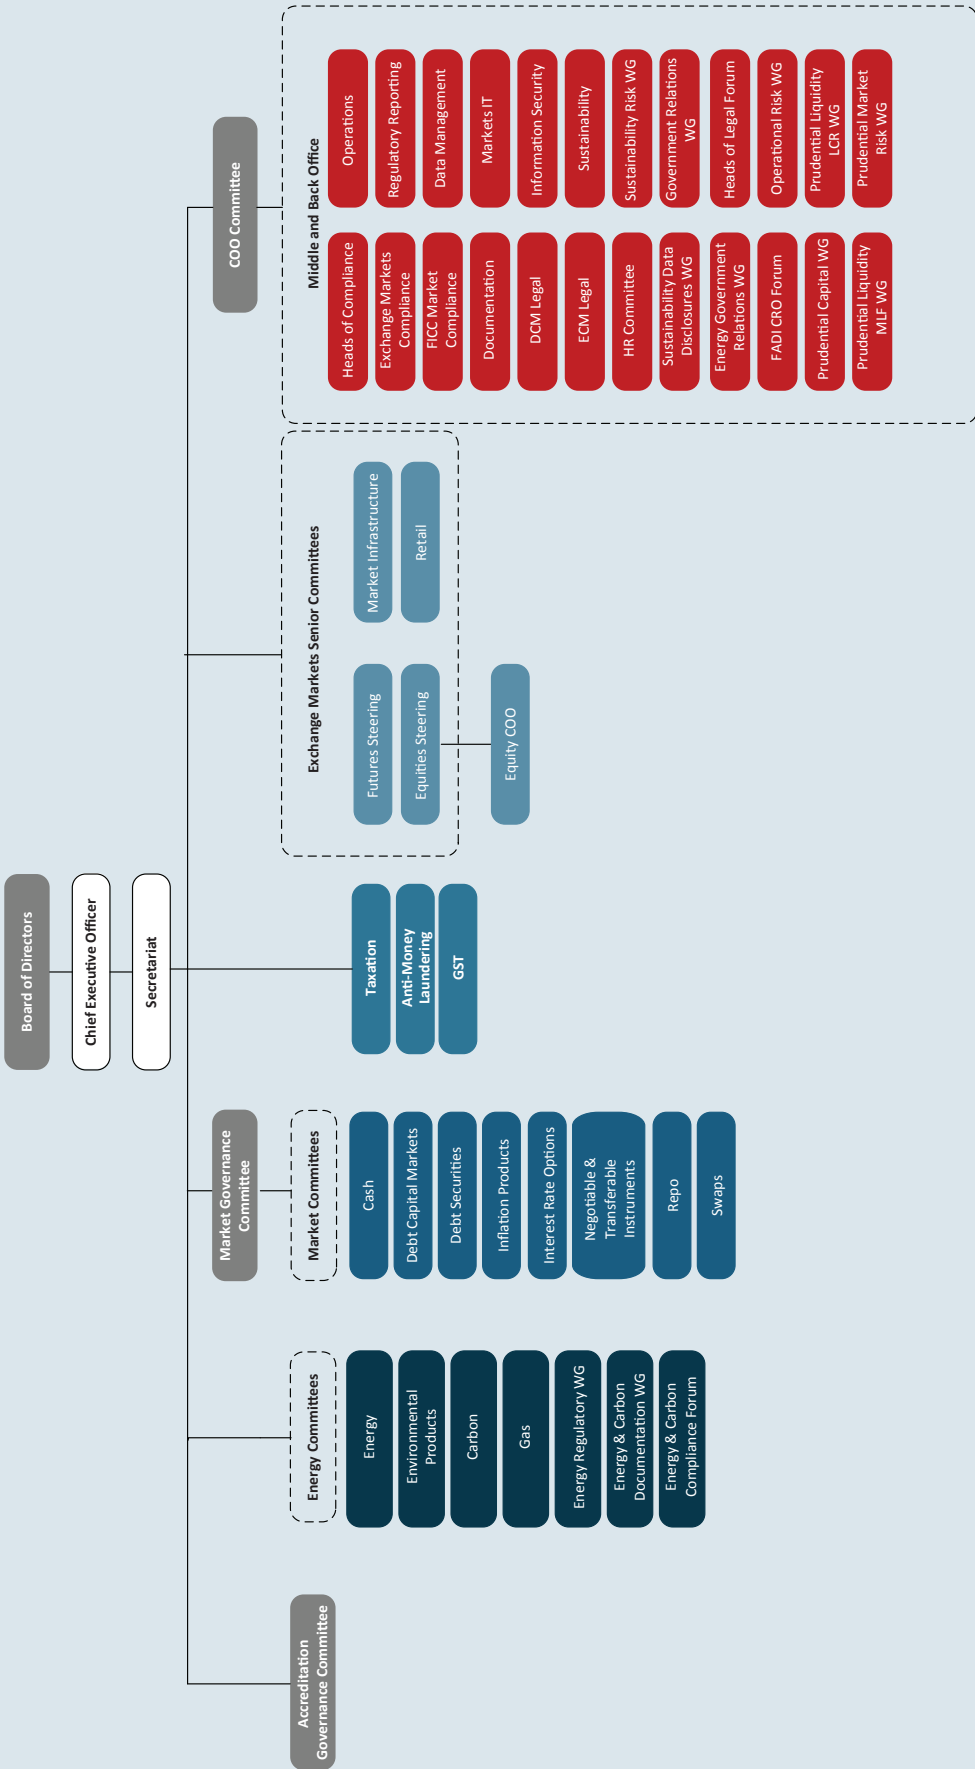 Board of Directors
Chief Executive Officer
Secretariat
Accreditation
Governance Committee
Energy Committees
Energy
Environmental
Products
Carbon
Gas
Energy Regulatory WG
Energy & Carbon
Documentation WG
Energy & Carbon
Compliance Forum
Market Governance
Committee
Market Committees
Cash
Debt Capital Markets
Debt Securities
Inflation Products
Interest Rate Options
Negotiable &
Transferable
Instruments
Repo
Swaps
Taxation
Anti-Money
Laundering
GST
Exchange Markets Senior Committees
Futures Steering
Market Infrastructure
Equities Steering
Retail
Equity COO
COO Committee
Middle and Back Office
Heads of Compliance
Operations
Exchange Markets
Compliance
Regulatory Reporting
FICC Market
Compliance
Data Management
Documentation
Markets IT
DCM Legal
Information Security
ECM Legal
Sustainability
HR Committee
Sustainability Risk WG
Sustainability Data
Disclosures WG
Government Relations
WG
Energy Government
Relations WG
Heads of Legal Forum
FADI CRO Forum
Operational Risk WG
Prudential Capital WG
Prudential Liquidity
LCR WG
Prudential Liquidity
MLF WG
Prudential Market
Risk WG